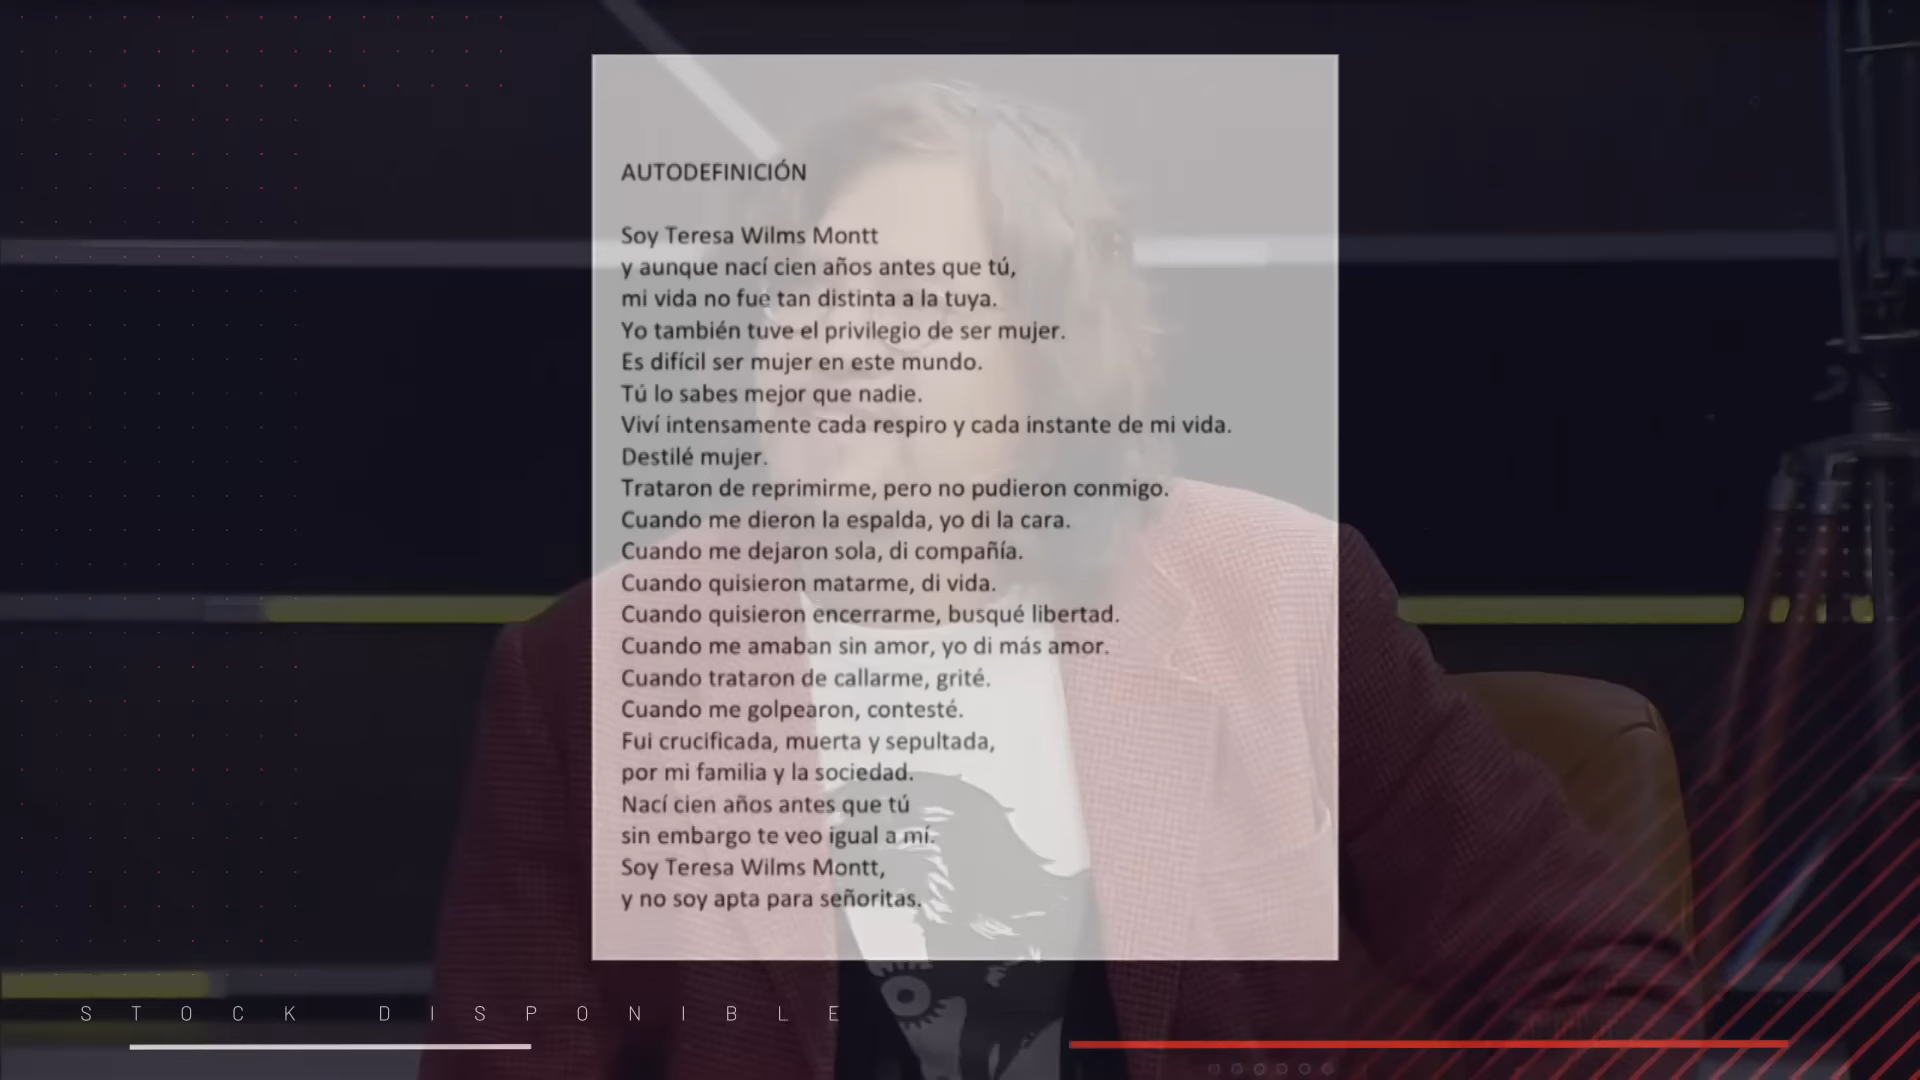 AUTODEFINICIÓN
Soy Teresa Wilms Montt
y aunque nací cien años antes que tú,
mi vida no fue tan distinta a la tuya.
Yo también tuve el privilegio de ser mujer.
Es difícil ser mujer en este mundo.
Tú lo sabes mejor que nadie.
Viví intensamente cada respiro y cada instante de mi vida.
Destilé mujer.
Trataron de reprimirme, pero no pudieron conmigo.
Cuando me dieron la espalda, yo di la cara.
Cuando me dejaron sola, di compañía.
Cuando quisieron matarme, di vida.
Cuando quisieron encerrarme, busqué libertad.
Cuando me amaban sin amor, yo di más amor.
Cuando trataron de callarme, grité.
Cuando me golpearon, contesté.
Fui crucificada, muerta y sepultada,
por mi familia y la sociedad.
Nací cien años antes que tú
sin embargo te veo igual a mí.
Soy Teresa Wilms Montt,
y no soy apta para señoritas.
STOCK DISPONIBLE